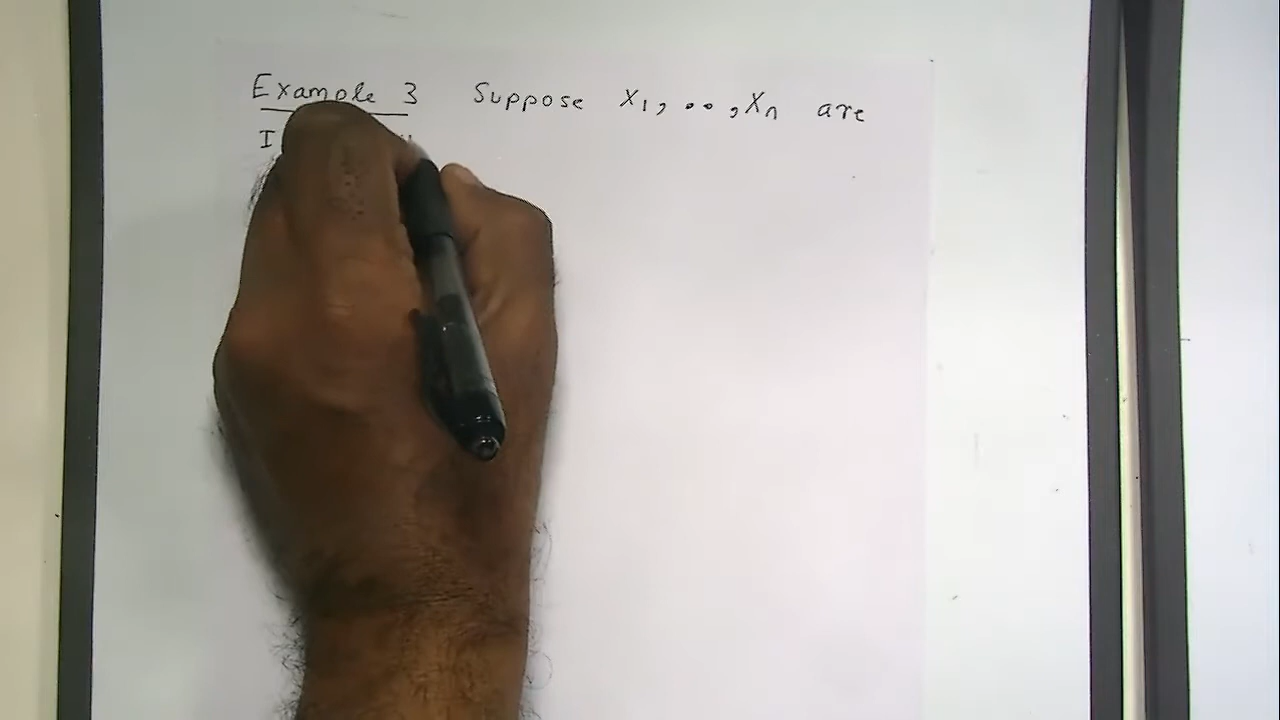 Example 3 Suppose X₁, .., Xₙ are
I